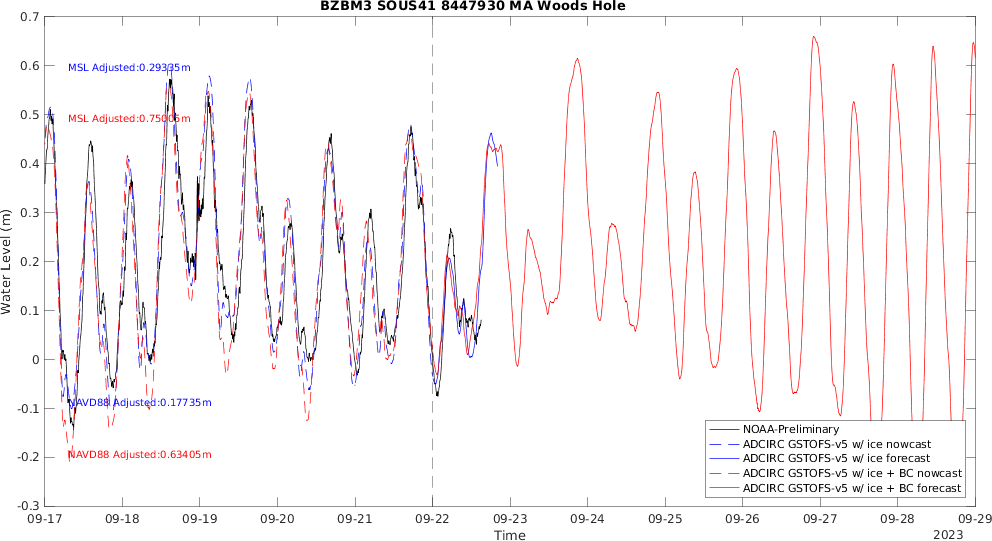 BZBM3 SOUS41 8447930 MA Woods Hole
0.7
0.6
0.5
0.4
0.3
0.2
0.1
0
-0.1
-0.2
-0.3
Water Level (m)
MSL Adjusted:0.29335m
MSL Adjusted:0.75005m
NAVD88 Adjusted:0.17735m
NAVD88 Adjusted:0.63405m
NOAA-Preliminary
ADCIRC GSTOFS-v5 w/ ice nowcast
ADCIRC GSTOFS-v5 w/ ice forecast
ADCIRC GSTOFS-v5 w/ ice + BC nowcast
ADCIRC GSTOFS-v5 w/ ice + BC forecast
09-17 09-18 09-19 09-20 09-21 09-22 09-23 09-24 09-25 09-26 09-27 09-28 09-29
Time
2023